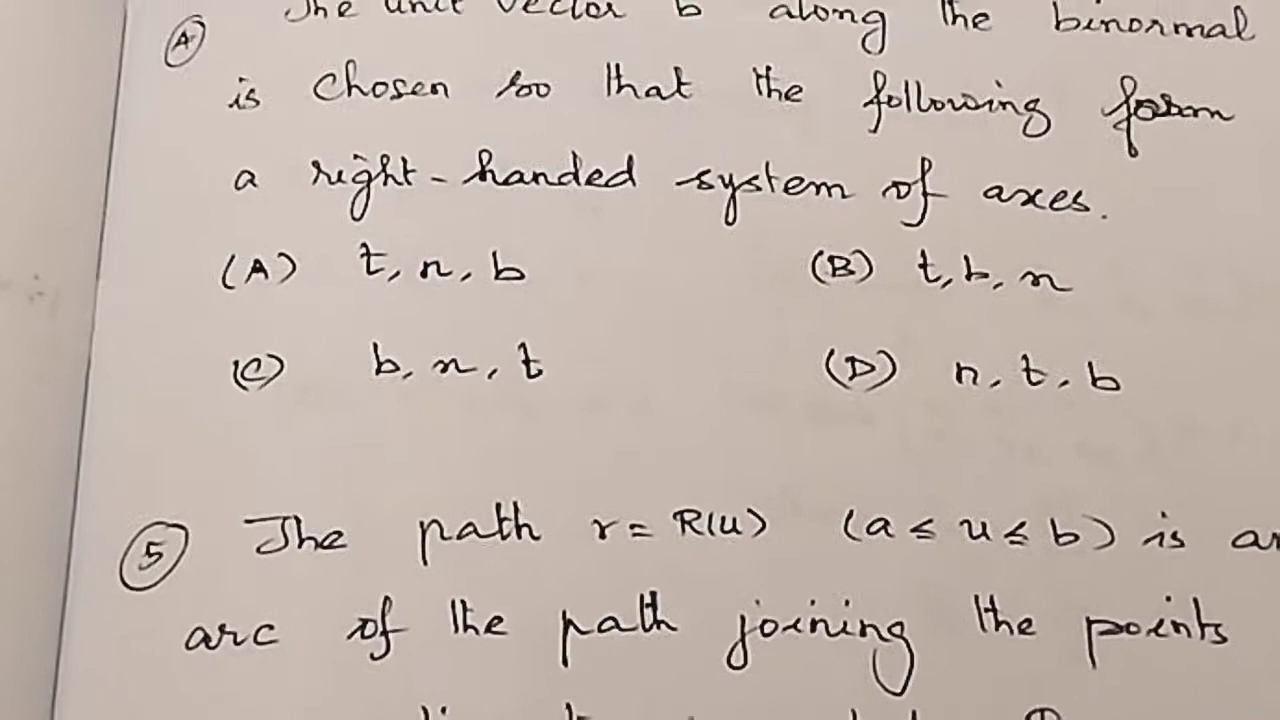 4 The unit vector b along the binormal
is chosen so that the following form
a right-handed system of axes.
(A) t, n, b (B) t, b, n
(C) b, n, t (D) n, t, b
5 The path r = R(u) (a ≤ u ≤ b) is an
arc of the path joining the points